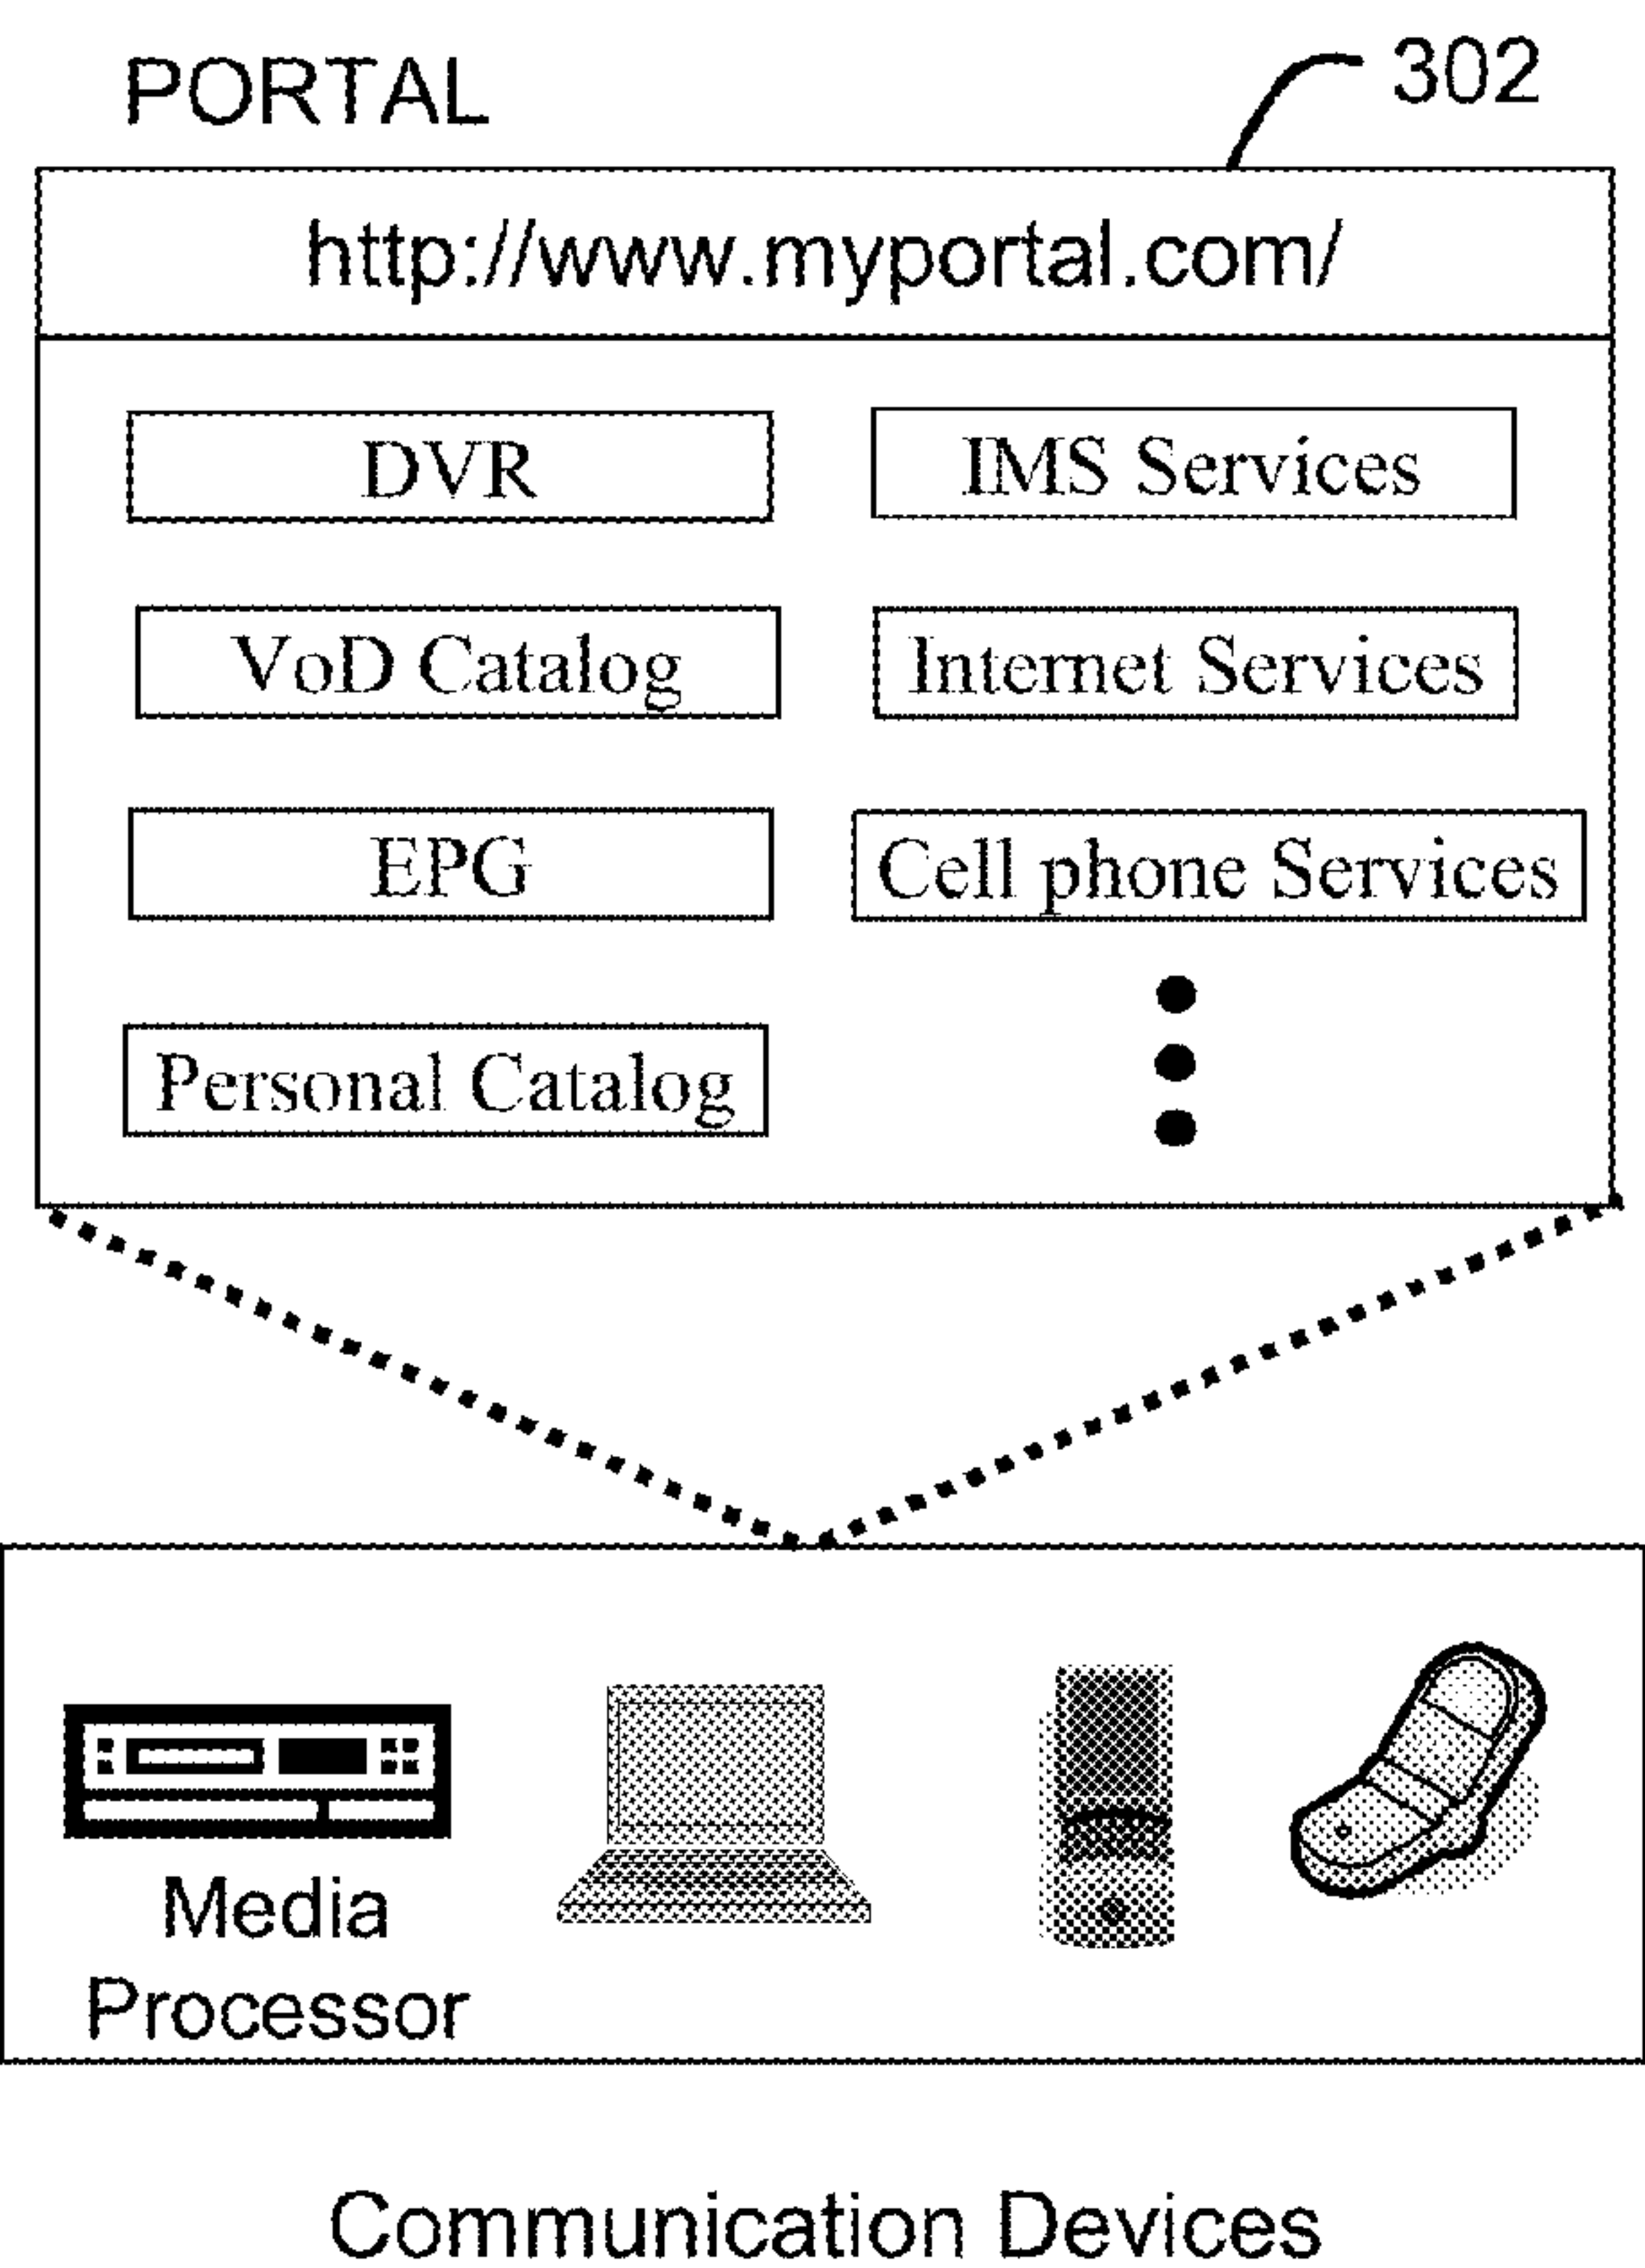 PORTAL
302
http://www.myportal.com/
DVR
IMS Services
VoD Catalog
Internet Services
EPG
Cell phone Services
Personal Catalog
Media
Processor
Communication Devices